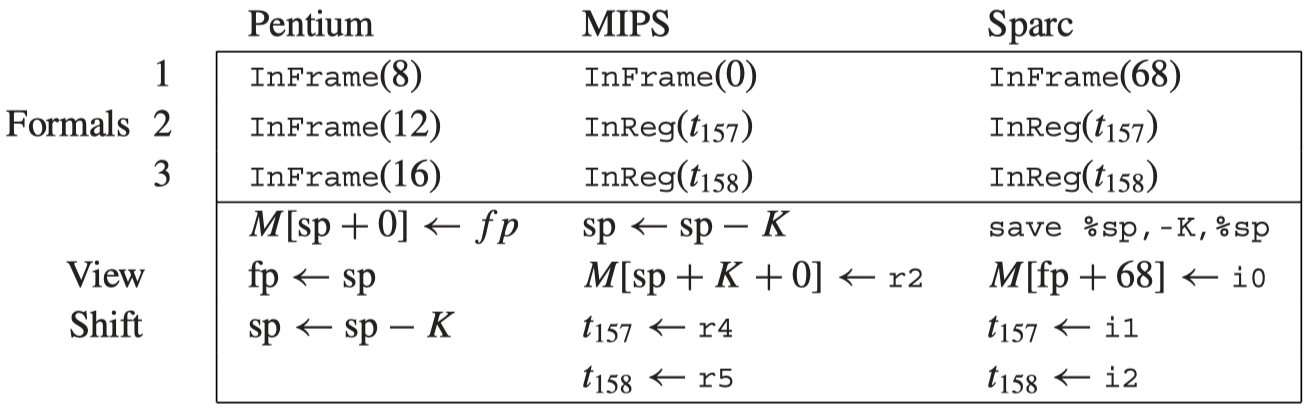 Pentium MIPS Sparc
1 InFrame(8) InFrame(0) InFrame(68)
Formals 2 InFrame(12) InReg(t157) InReg(t157)
3 InFrame(16) InReg(t158) InReg(t158)
M[sp + 0] ← fp sp ← sp − K save %sp,-K,%sp
View fp ← sp M[sp + K + 0] ← r2 M[fp + 68] ← i0
Shift sp ← sp − K t157 ← r4 t157 ← i1
t158 ← r5 t158 ← i2